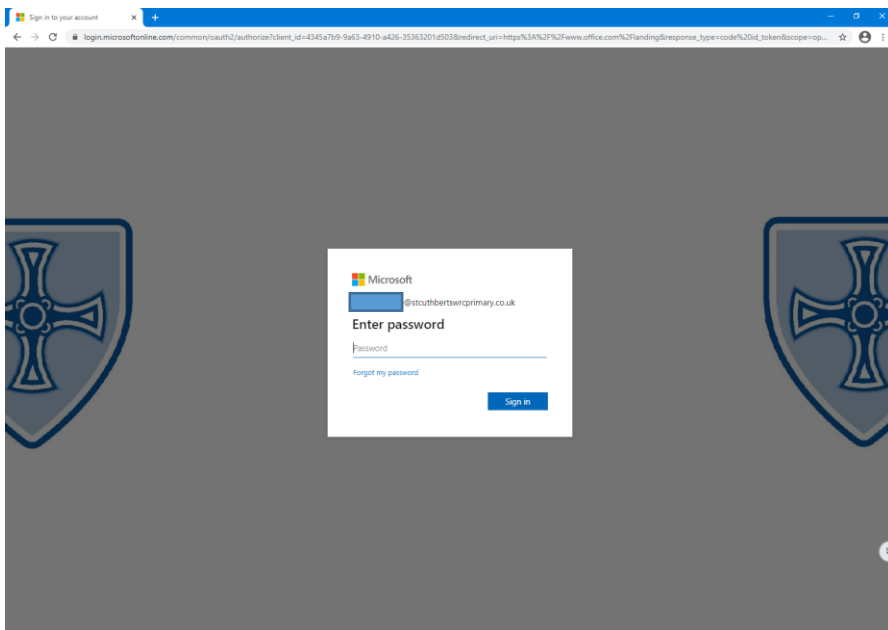 Sign in to your account
login.microsoftonline.com/common/oauth2/authorize?client_id=4345a7b9-9a63-4910-a426-35363201d503&redirect_uri=https%3A%2F%2Fwww.office.com%2Flanding&response_type=code%20id_token&scope=op...
Microsoft
@stcuthbertswrcprimary.co.uk
Enter password
Password
Forgot my password
Sign in